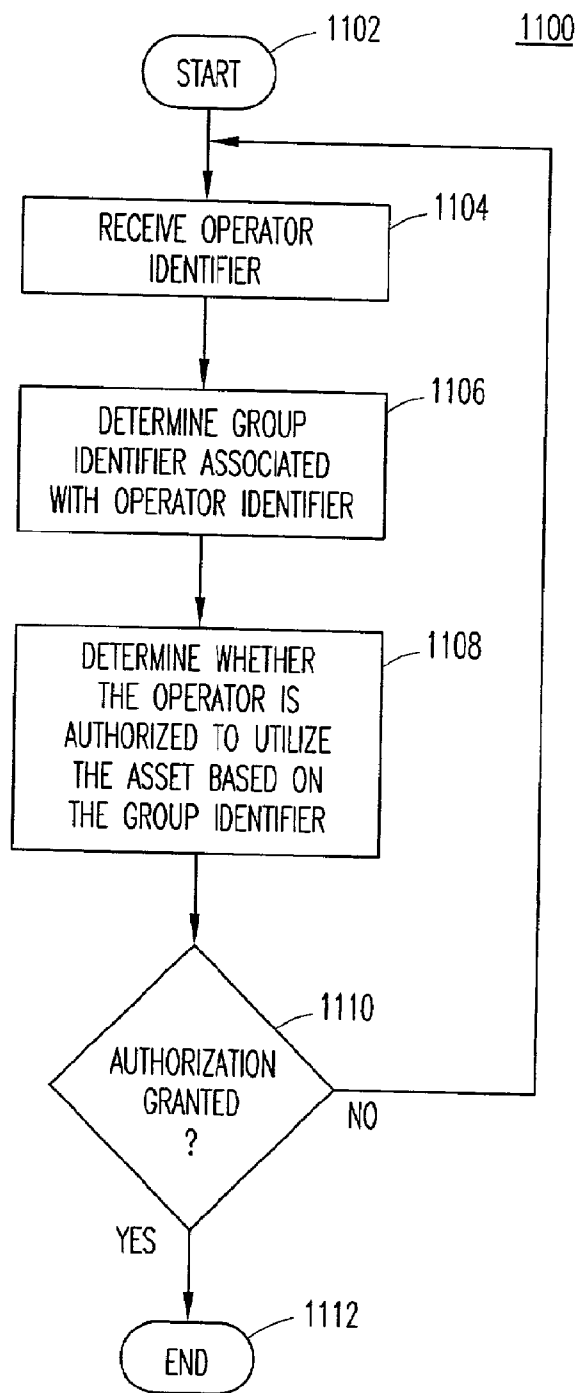 1102
1100
START
1104
RECEIVE OPERATOR
IDENTIFIER
1106
DETERMINE GROUP
IDENTIFIER ASSOCIATED
WITH OPERATOR IDENTIFIER
1108
DETERMINE WHETHER
THE OPERATOR IS
AUTHORIZED TO UTILIZE
THE ASSET BASED ON
THE GROUP IDENTIFIER
1110
AUTHORIZATION
GRANTED
?
NO
YES
1112
END